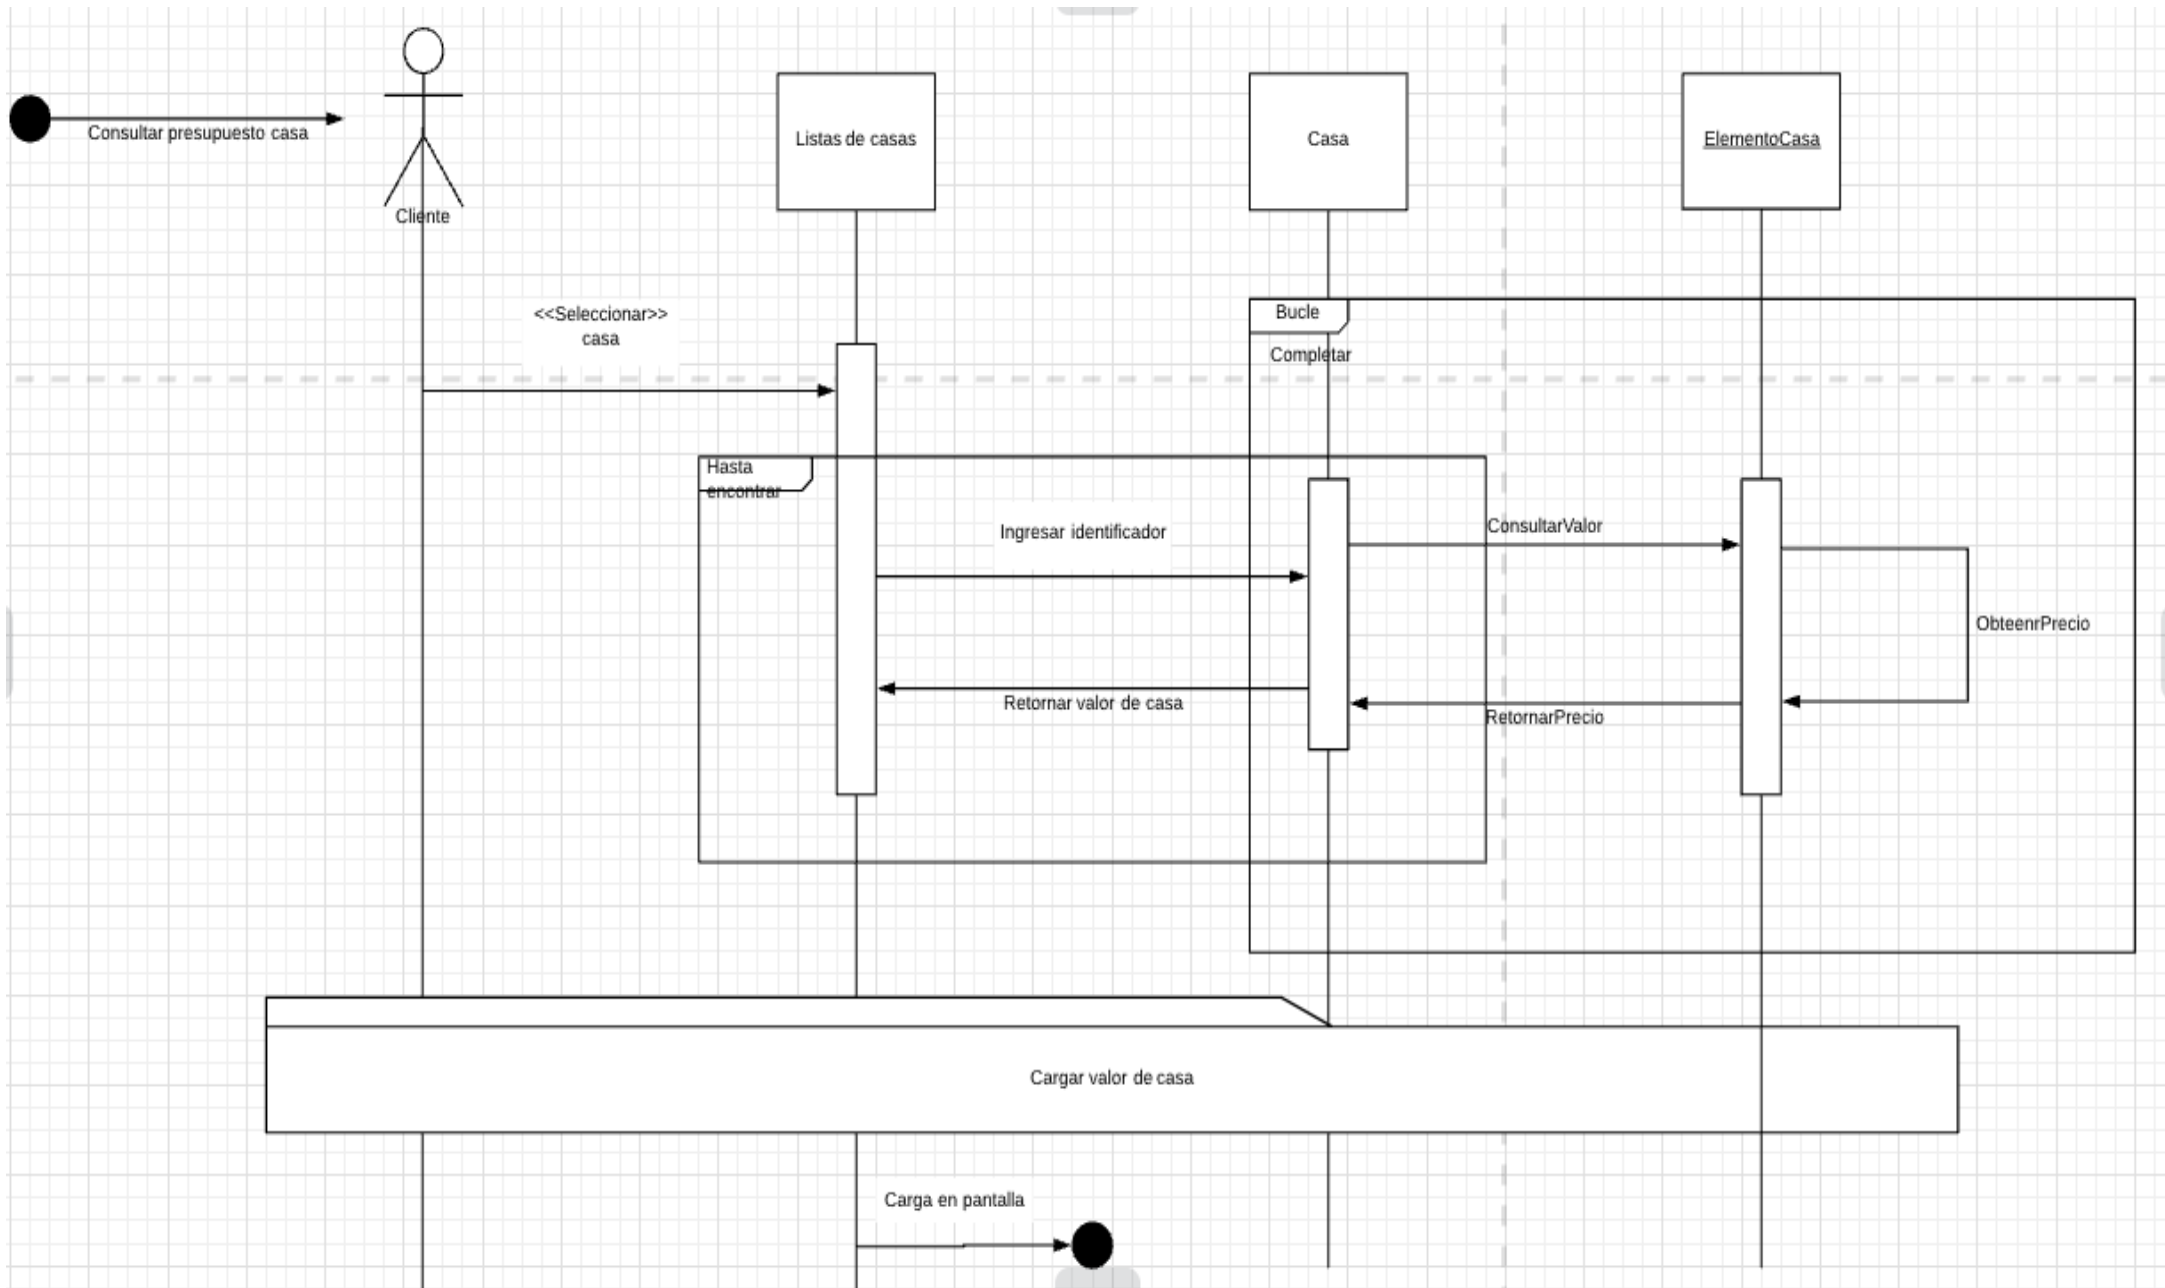 Consultar presupuesto casa
Cliente
Listas de casas
Casa
ElementoCasa
<<Seleccionar>>
casa
Bucle
Completar
Hasta
encontrar
Ingresar identificador
ConsultarValor
ObteenrPrecio
Retornar valor de casa
RetornarPrecio
Cargar valor de casa
Carga en pantalla